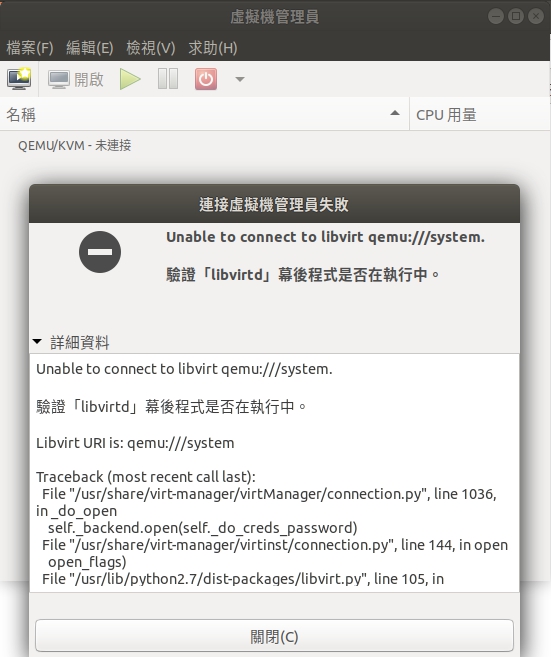 虛擬機管理員
檔案(F) 編輯(E) 檢視(V) 求助(H)
開啟
名稱 CPU 用量
QEMU/KVM - 未連接
連接虛擬機管理員失敗
Unable to connect to libvirt qemu:///system.
驗證「libvirtd」幕後程式是否在執行中。
詳細資料
Unable to connect to libvirt qemu:///system.
驗證「libvirtd」幕後程式是否在執行中。
Libvirt URI is: qemu:///system
Traceback (most recent call last):
File "/usr/share/virt-manager/virtManager/connection.py", line 1036,
in _do_open
self._backend.open(self._do_creds_password)
File "/usr/share/virt-manager/virtinst/connection.py", line 144, in open
open_flags)
File "/usr/lib/python2.7/dist-packages/libvirt.py", line 105, in
關閉(C)